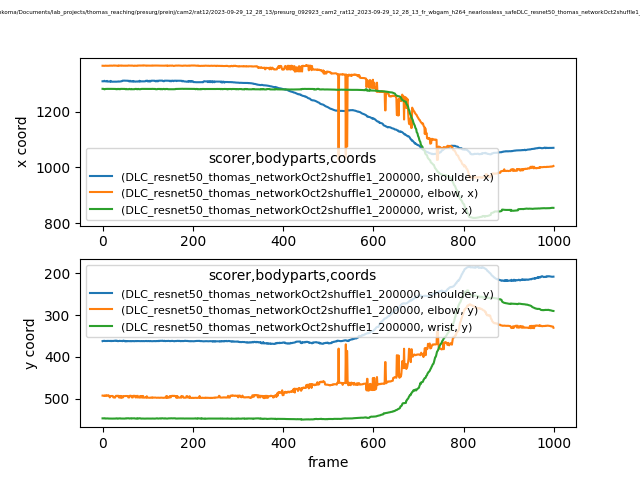 nkoma/Documents/lab_projects/thomas_reaching/presurg/preinj/cam2/rat12/2023-09-29_12_28_13/presurg_092923_cam2_rat12_2023-09-29_12_28_13_fr_wbgam_h264_nearlossless_safeDLC_resnet50_thomas_networkOct2shuffle1_
1200
1000
800
x coord
scorer,bodyparts,coords
(DLC_resnet50_thomas_networkOct2shuffle1_200000, shoulder, x)
(DLC_resnet50_thomas_networkOct2shuffle1_200000, elbow, x)
(DLC_resnet50_thomas_networkOct2shuffle1_200000, wrist, x)
0 200 400 600 800 1000
200
300
400
500
y coord
scorer,bodyparts,coords
(DLC_resnet50_thomas_networkOct2shuffle1_200000, shoulder, y)
(DLC_resnet50_thomas_networkOct2shuffle1_200000, elbow, y)
(DLC_resnet50_thomas_networkOct2shuffle1_200000, wrist, y)
0 200 400 600 800 1000
frame